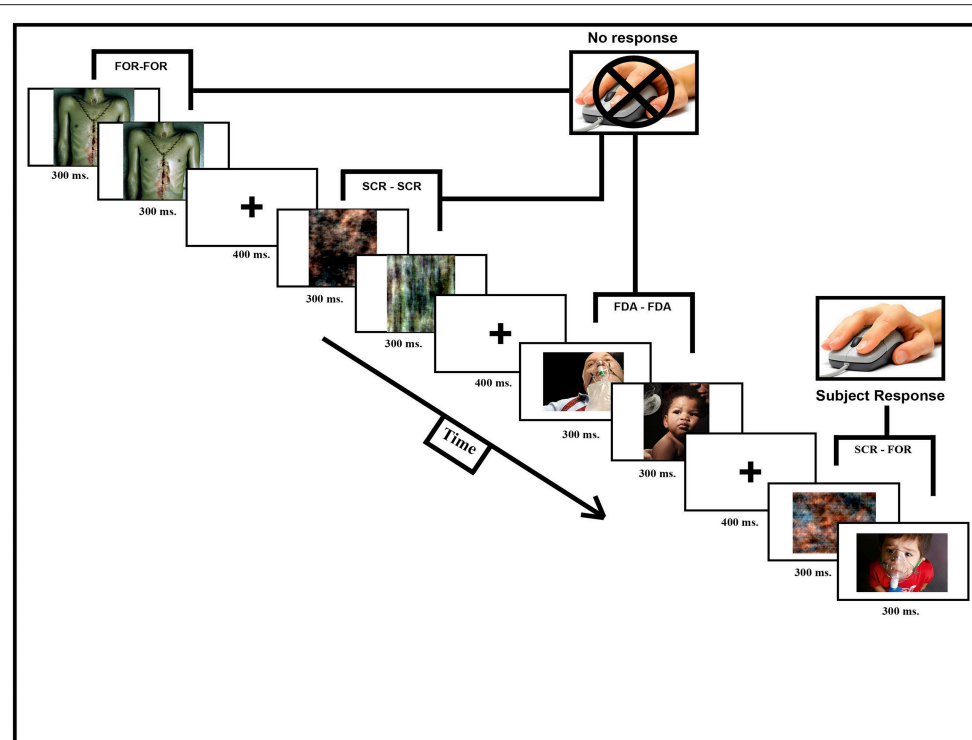 No response
FOR-FOR
300 ms.
300 ms.
SCR - SCR
400 ms.
300 ms.
300 ms.
FDA - FDA
400 ms.
300 ms.
300 ms.
Subject Response
SCR - FOR
400 ms.
300 ms.
300 ms.
Time